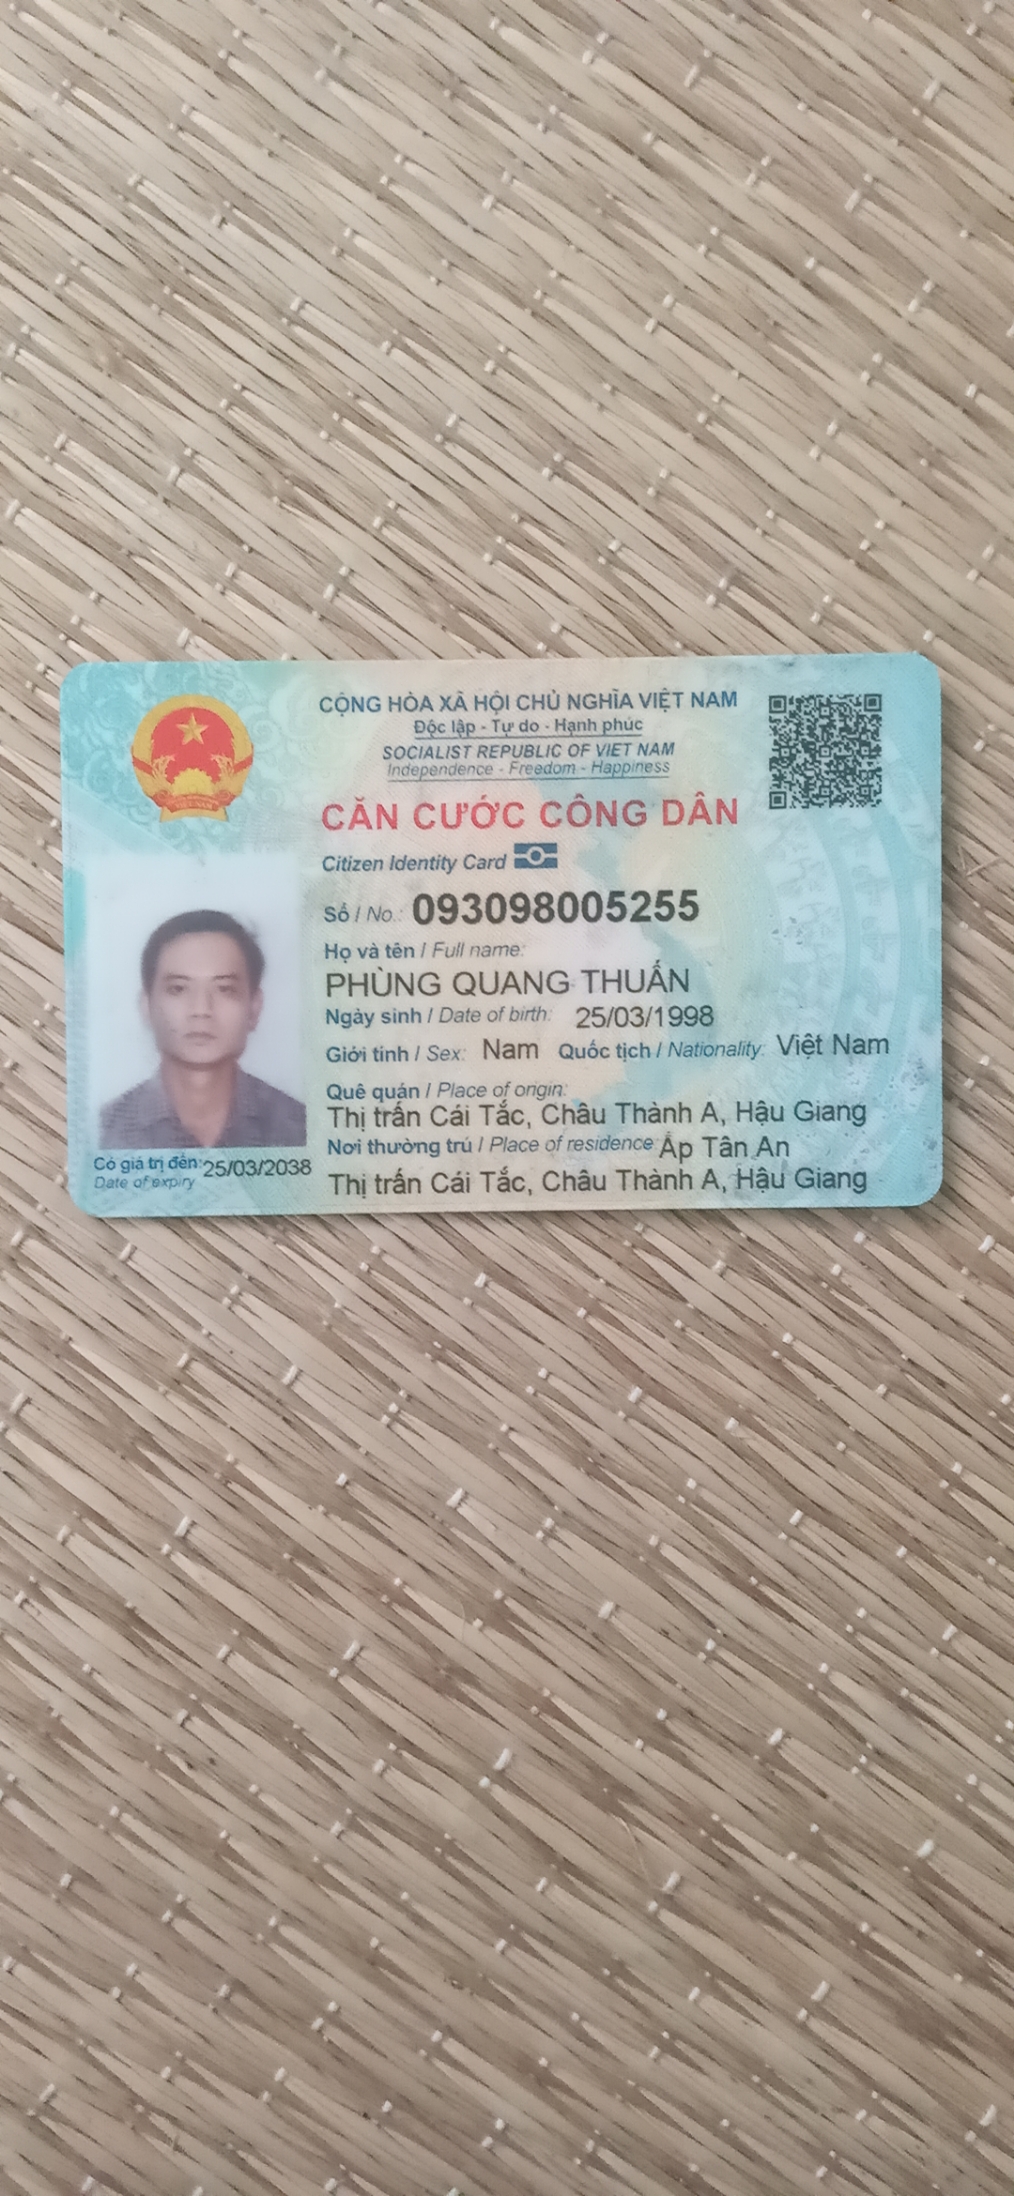 CỘNG HÒA XÃ HỘI CHỦ NGHĨA VIỆT NAM
Độc lập - Tự do - Hạnh phúc
SOCIALIST REPUBLIC OF VIET NAM
Independence - Freedom - Happiness
CĂN CƯỚC CÔNG DÂN
Citizen Identity Card
Số / No.: 093098005255
Họ và tên / Full name:
PHÙNG QUANG THUẤN
Ngày sinh / Date of birth: 25/03/1998
Giới tính / Sex: Nam Quốc tịch / Nationality: Việt Nam
Quê quán / Place of origin:
Thị trấn Cái Tắc, Châu Thành A, Hậu Giang
Nơi thường trú / Place of residence: Ấp Tân An
Thị trấn Cái Tắc, Châu Thành A, Hậu Giang
Có giá trị đến: 25/03/2038
Date of expiry